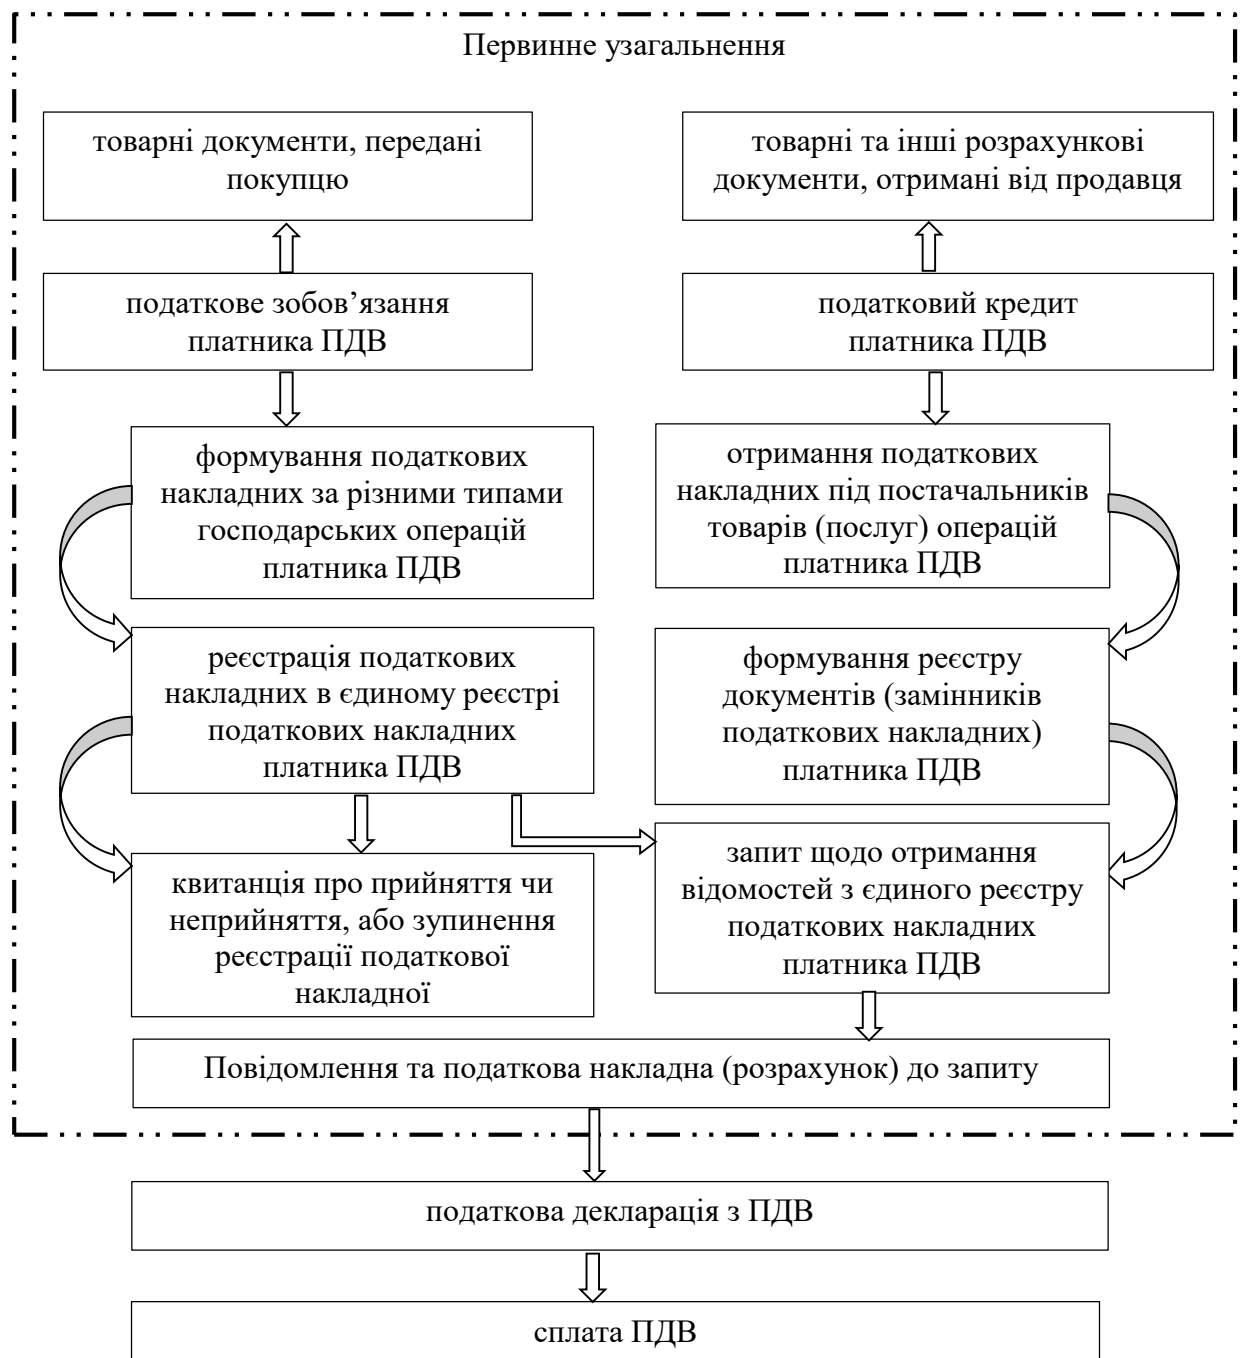 Первинне узагальнення
товарні документи, передані
покупцю
товарні та інші розрахункові
документи, отримані від продавця
податкове зобов’язання
платника ПДВ
податковий кредит
платника ПДВ
формування податкових
накладних за різними типами
господарських операцій
платника ПДВ
отримання податкових
накладних під постачальників
товарів (послуг) операцій
платника ПДВ
реєстрація податкових
накладних в єдиному реєстрі
податкових накладних
платника ПДВ
формування реєстру
документів (замінників
податкових накладних)
платника ПДВ
квитанція про прийняття чи
неприйняття, або зупинення
реєстрації податкової
накладної
запит щодо отримання
відомостей з єдиного реєстру
податкових накладних
платника ПДВ
Повідомлення та податкова накладна (розрахунок) до запиту
податкова декларація з ПДВ
сплата ПДВ